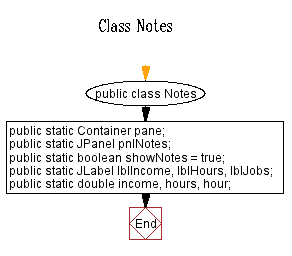 Class Notes
public class Notes
public static Container pane;
public static JPanel pnlNotes;
public static boolean showNotes = true;
public static JLabel lblIncome, lblHours, lblJobs;
public static double income, hours, hour;
End